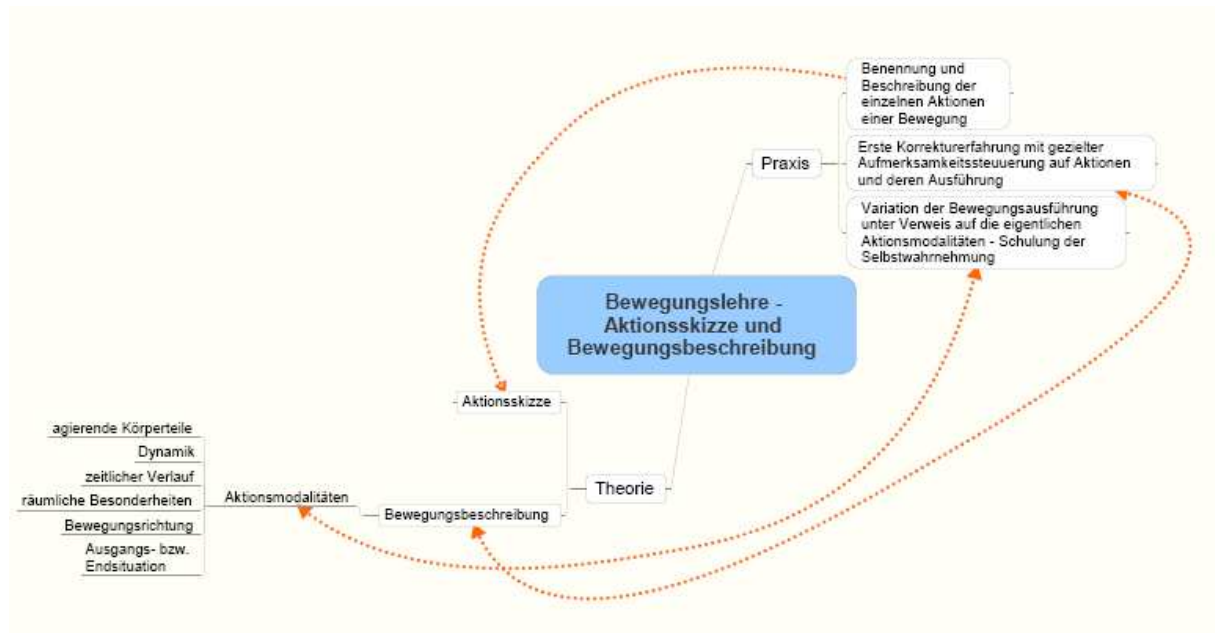 Benennung und
Beschreibung der
einzelnen Aktionen
einer Bewegung
Praxis
Erste Korrekturerfahrung mit gezielter
Aufmerksamkeitssteuuerung auf Aktionen
und deren Ausführung
Variation der Bewegungsausführung
unter Verweis auf die eigentlichen
Aktionsmodalitäten - Schulung der
Selbstwahrnehmung
Bewegungslehre -
Aktionsskizze und
Bewegungsbeschreibung
Aktionsskizze
Theorie
Bewegungsbeschreibung
Aktionsmodalitäten
agierende Körperteile
Dynamik
zeitlicher Verlauf
räumliche Besonderheiten
Bewegungsrichtung
Ausgangs- bzw.
Endsituation